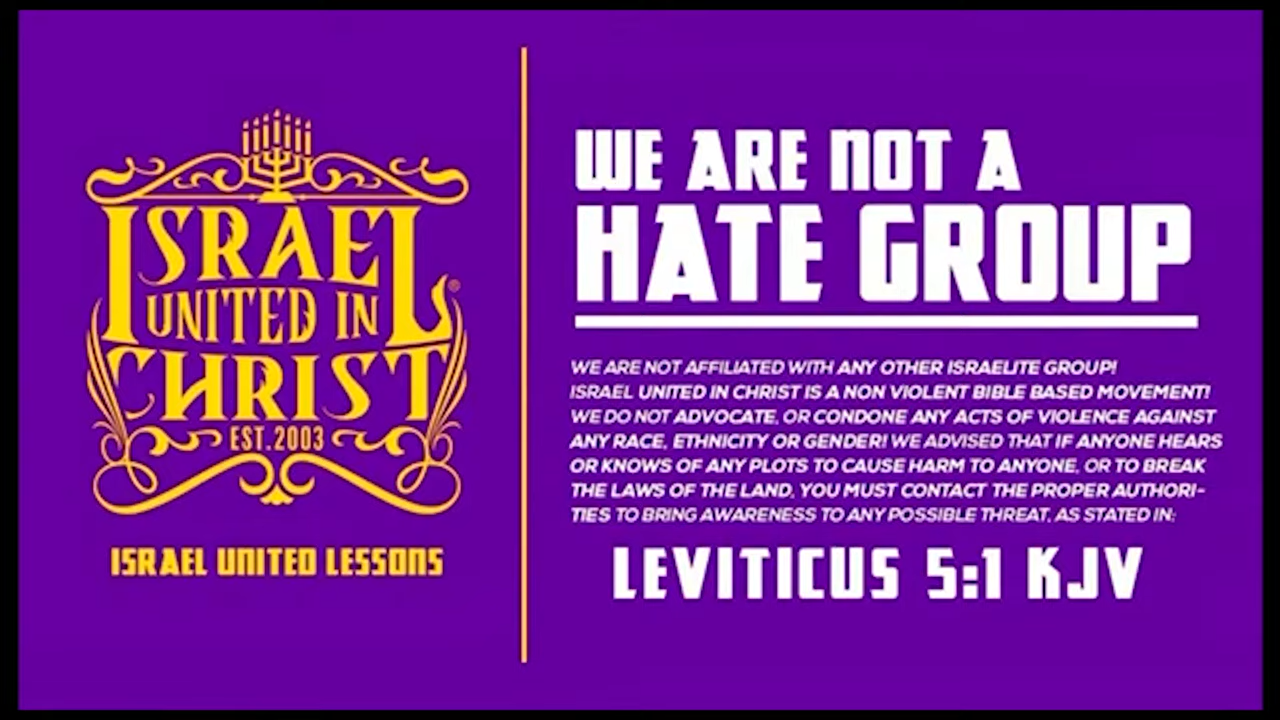 ISRAEL
UNITED IN
CHRIST
EST. 2003
ISRAEL UNITED LESSONS
WE ARE NOT A
HATE GROUP
WE ARE NOT AFFILIATED WITH ANY OTHER ISRAELITE GROUP!
ISRAEL UNITED IN CHRIST IS A NON VIOLENT BIBLE BASED MOVEMENT!
WE DO NOT ADVOCATE, OR CONDONE ANY ACTS OF VIOLENCE AGAINST
ANY RACE, ETHNICITY OR GENDER! WE ADVISED THAT IF ANYONE HEARS
OR KNOWS OF ANY PLOTS TO CAUSE HARM TO ANYONE, OR TO BREAK
THE LAWS OF THE LAND, YOU MUST CONTACT THE PROPER AUTHORI-
TIES TO BRING AWARENESS TO ANY POSSIBLE THREAT, AS STATED IN:
LEVITICUS 5:1 KJV